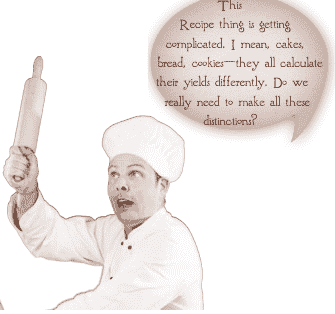 This
Recipe thing is getting
complicated. I mean, cakes,
bread, cookies—they all calculate
their yields differently. Do we
really need to make all these
distinctions?